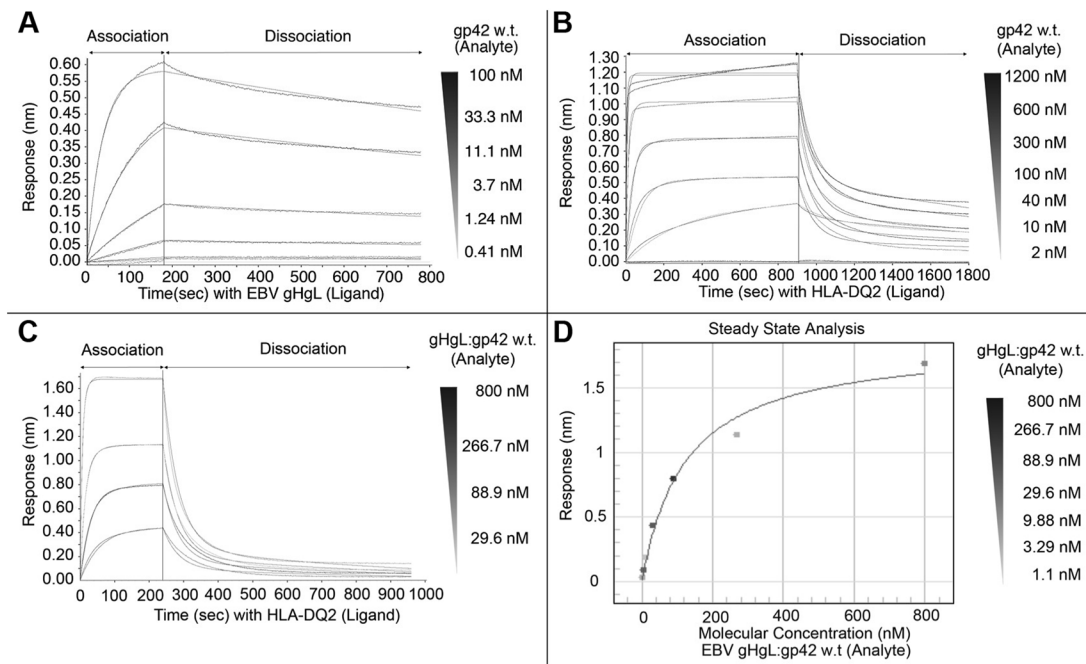 A
Association
Dissociation
gp42 w.t.
(Analyte)
0.60
0.55
0.50
0.45
0.40
0.35
0.30
0.25
0.20
0.15
0.10
0.05
0.00
Response (nm)
0 100 200 300 400 500 600 700 800
Time(sec) with EBV gHgL (Ligand)
100 nM
33.3 nM
11.1 nM
3.7 nM
1.24 nM
0.41 nM
B
Association
Dissociation
gp42 w.t.
(Analyte)
1.30
1.20
1.10
1.00
0.90
0.80
0.70
0.60
0.50
0.40
0.30
0.20
0.10
0.00
Response (nm)
0 200 400 600 800 1000 1200 1400 1600 1800
Time (sec) with HLA-DQ2 (Ligand)
1200 nM
600 nM
300 nM
100 nM
40 nM
10 nM
2 nM
C
Association
Dissociation
gHgL:gp42 w.t.
(Analyte)
1.60
1.40
1.20
1.00
0.80
0.60
0.40
0.20
0.00
Response (nm)
0 100 200 300 400 500 600 700 800 900 1000
Time (sec) with HLA-DQ2 (Ligand)
800 nM
266.7 nM
88.9 nM
29.6 nM
D
Steady State Analysis
gHgL:gp42 w.t.
(Analyte)
1.5
1
0.5
0
Response (nm)
0 200 400 600 800
Molecular Concentration (nM)
EBV gHgL:gp42 w.t (Analyte)
800 nM
266.7 nM
88.9 nM
29.6 nM
9.88 nM
3.29 nM
1.1 nM